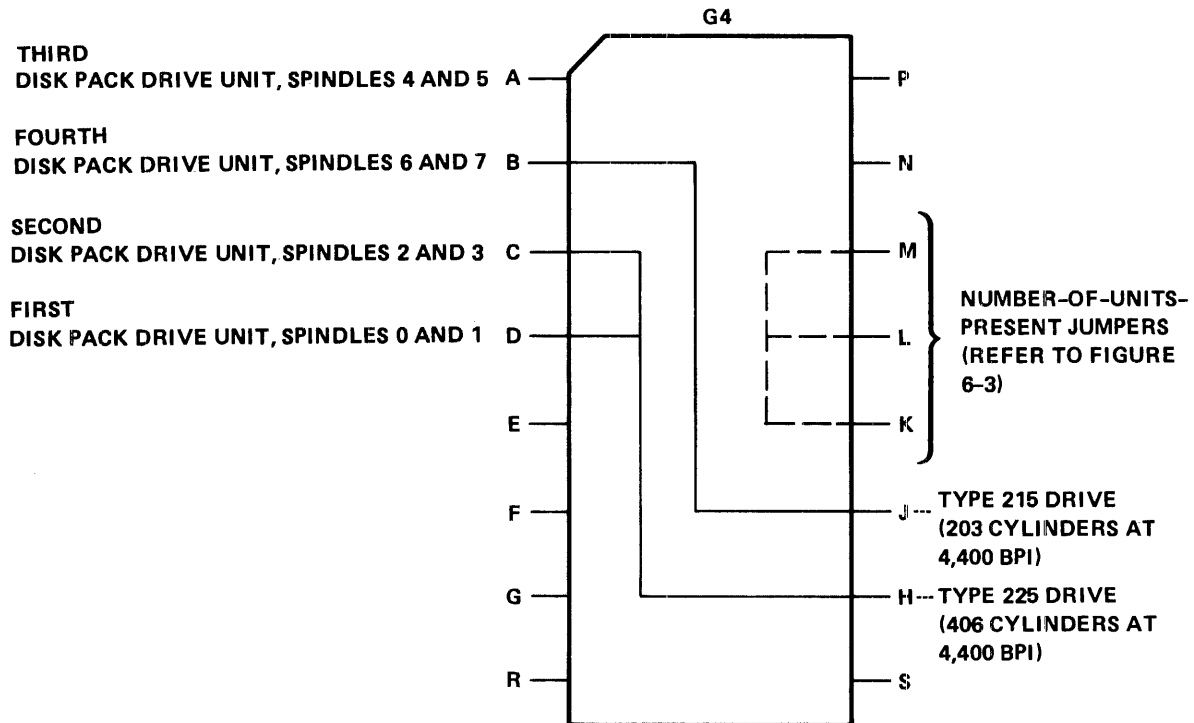 G4
THIRD
DISK PACK DRIVE UNIT, SPINDLES 4 AND 5 A
P
FOURTH
DISK PACK DRIVE UNIT, SPINDLES 6 AND 7 B
N
SECOND
DISK PACK DRIVE UNIT, SPINDLES 2 AND 3 C
M
FIRST
DISK PACK DRIVE UNIT, SPINDLES 0 AND 1 D
L
NUMBER-OF-UNITS-
PRESENT JUMPERS
(REFER TO FIGURE
6-3)
E
K
F
J --- TYPE 215 DRIVE
(203 CYLINDERS AT
4,400 BPI)
G
H --- TYPE 225 DRIVE
(406 CYLINDERS AT
4,400 BPI)
R
S